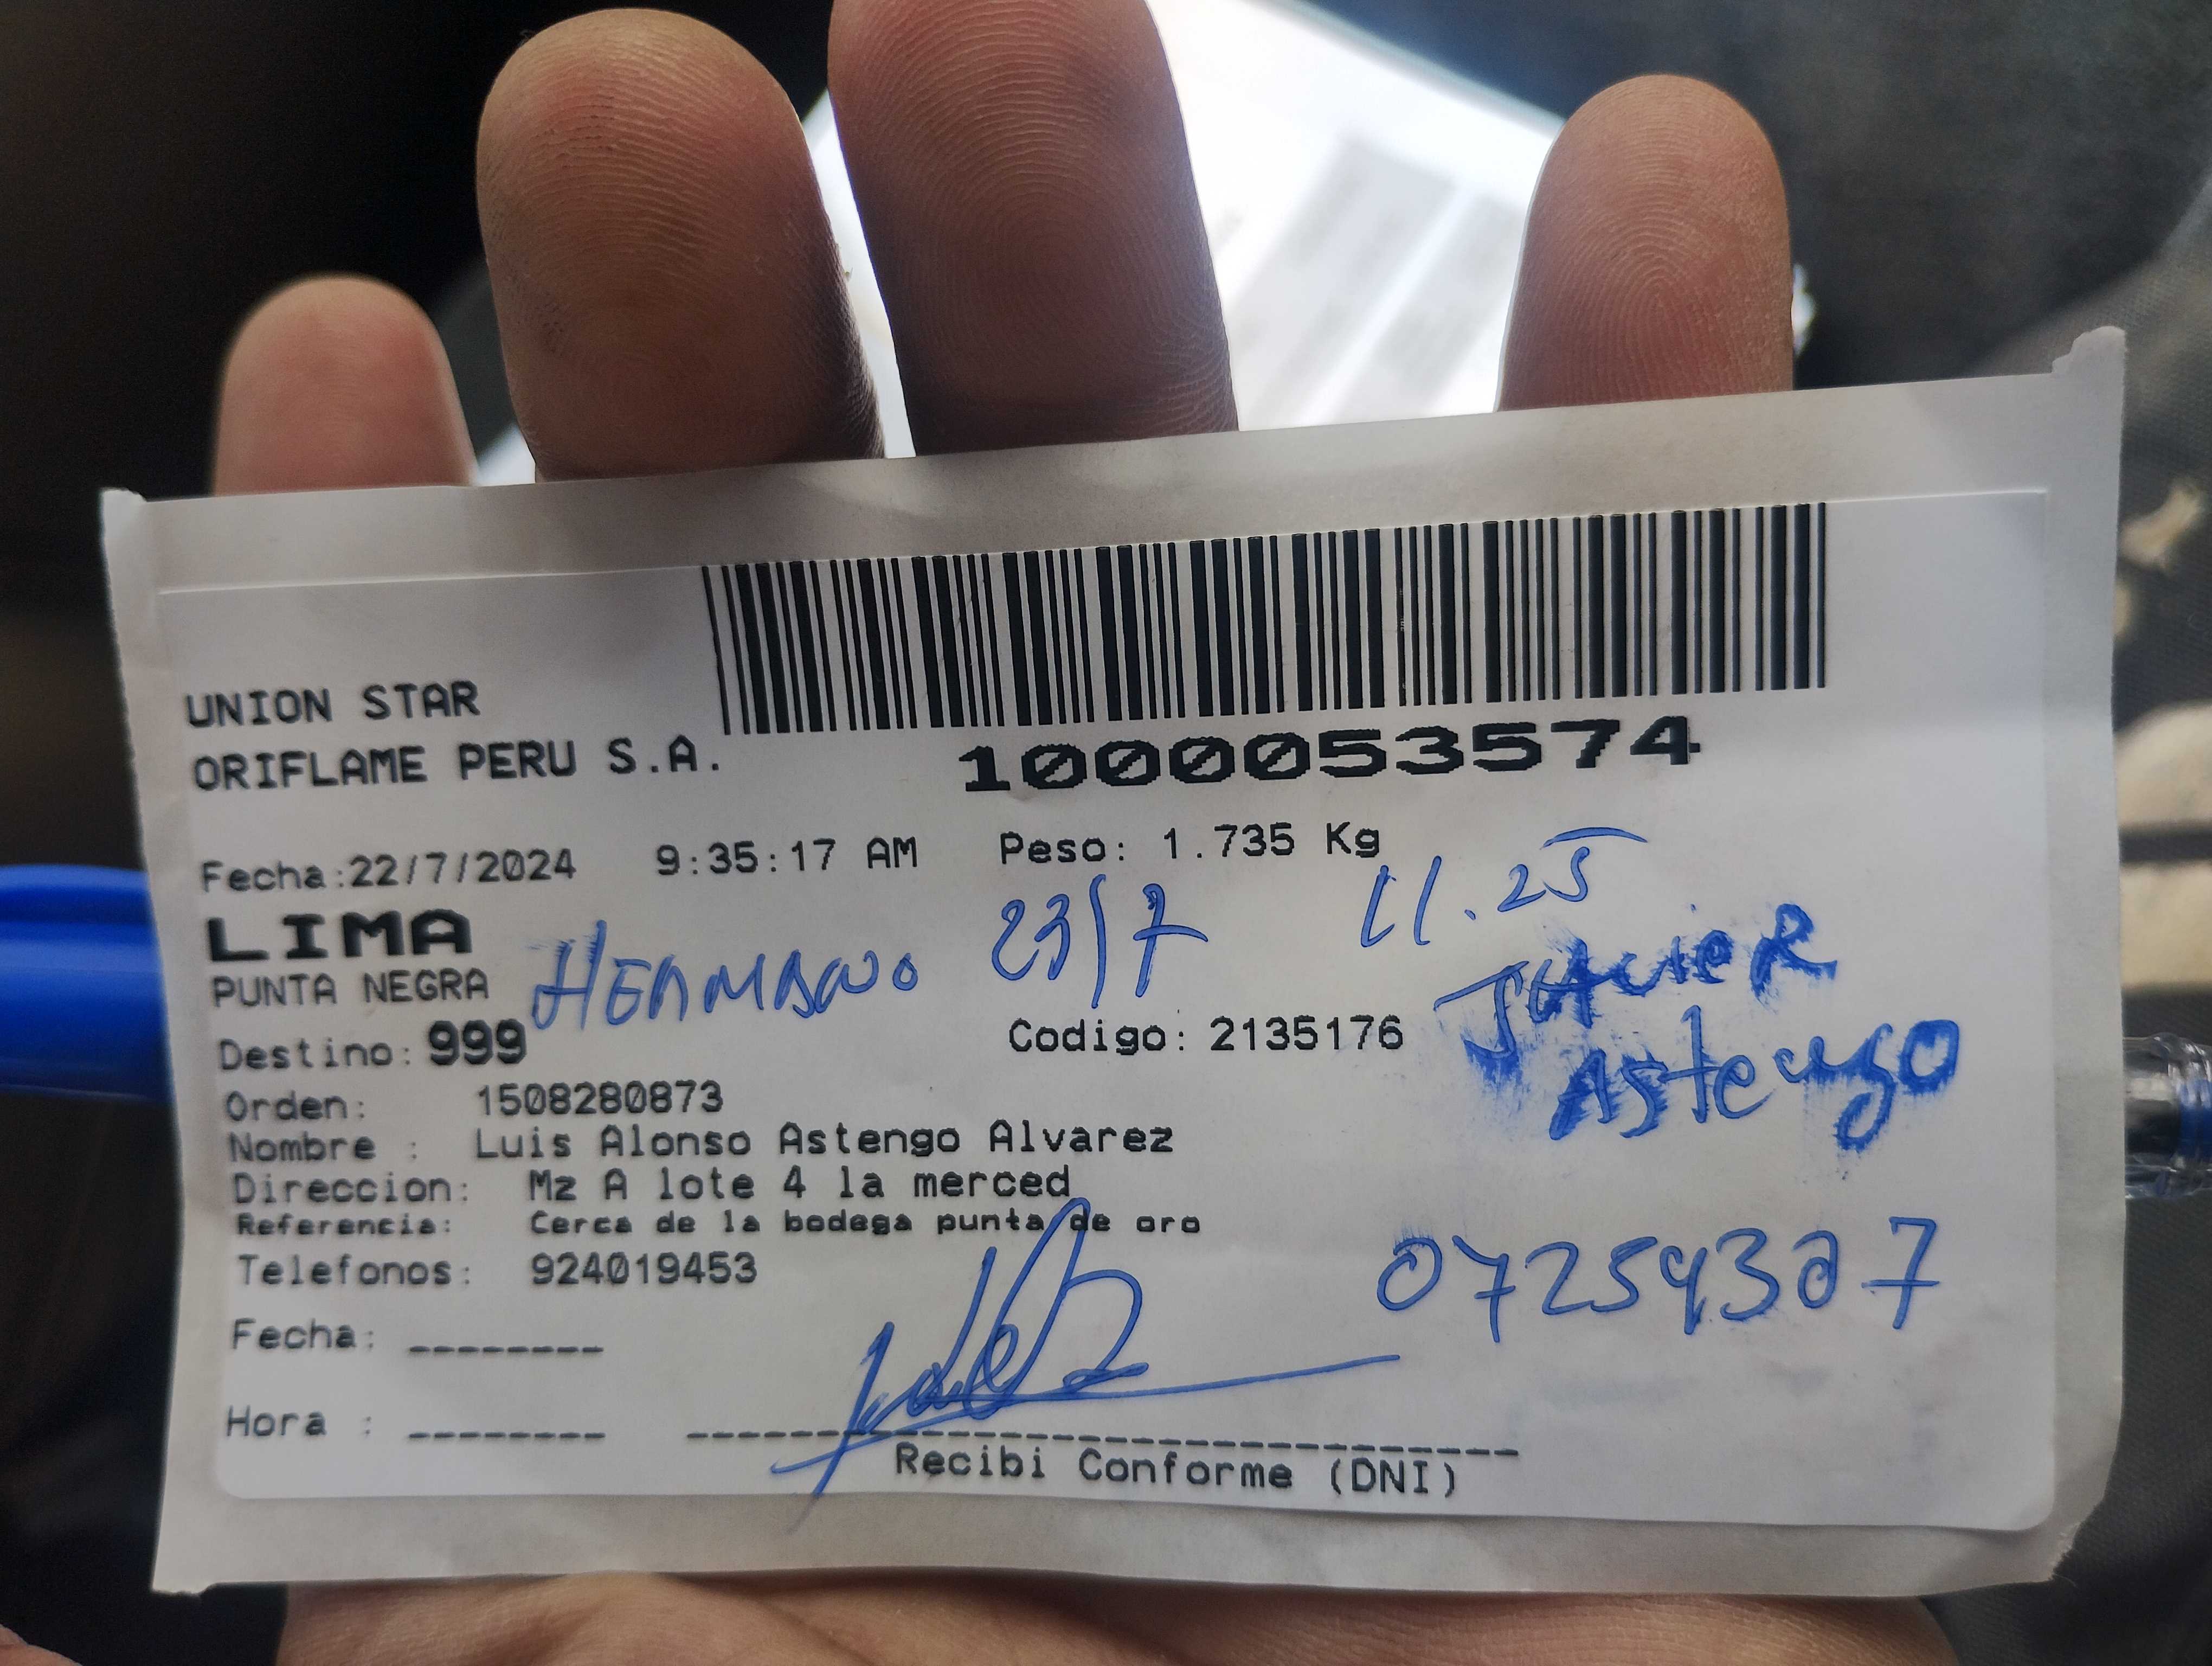 UNION STAR
ORIFLAME PERU S.A.
1000053574
Fecha:22/7/2024 9:35:17 AM Peso: 1.735 Kg
LIMA
23/7 11.25
PUNTA NEGRA HERMANO
JAvieR
Astengo
Destino: 999 Codigo: 2135176
Orden: 1508280873
Nombre : Luis Alonso Astengo Alvarez
Direccion: Mz A lote 4 la merced
Referencia: Cerca de la bodega punta de oro
Telefonos: 924019453
Fecha: ________
Hora : ________
Recibi Conforme (DNI)